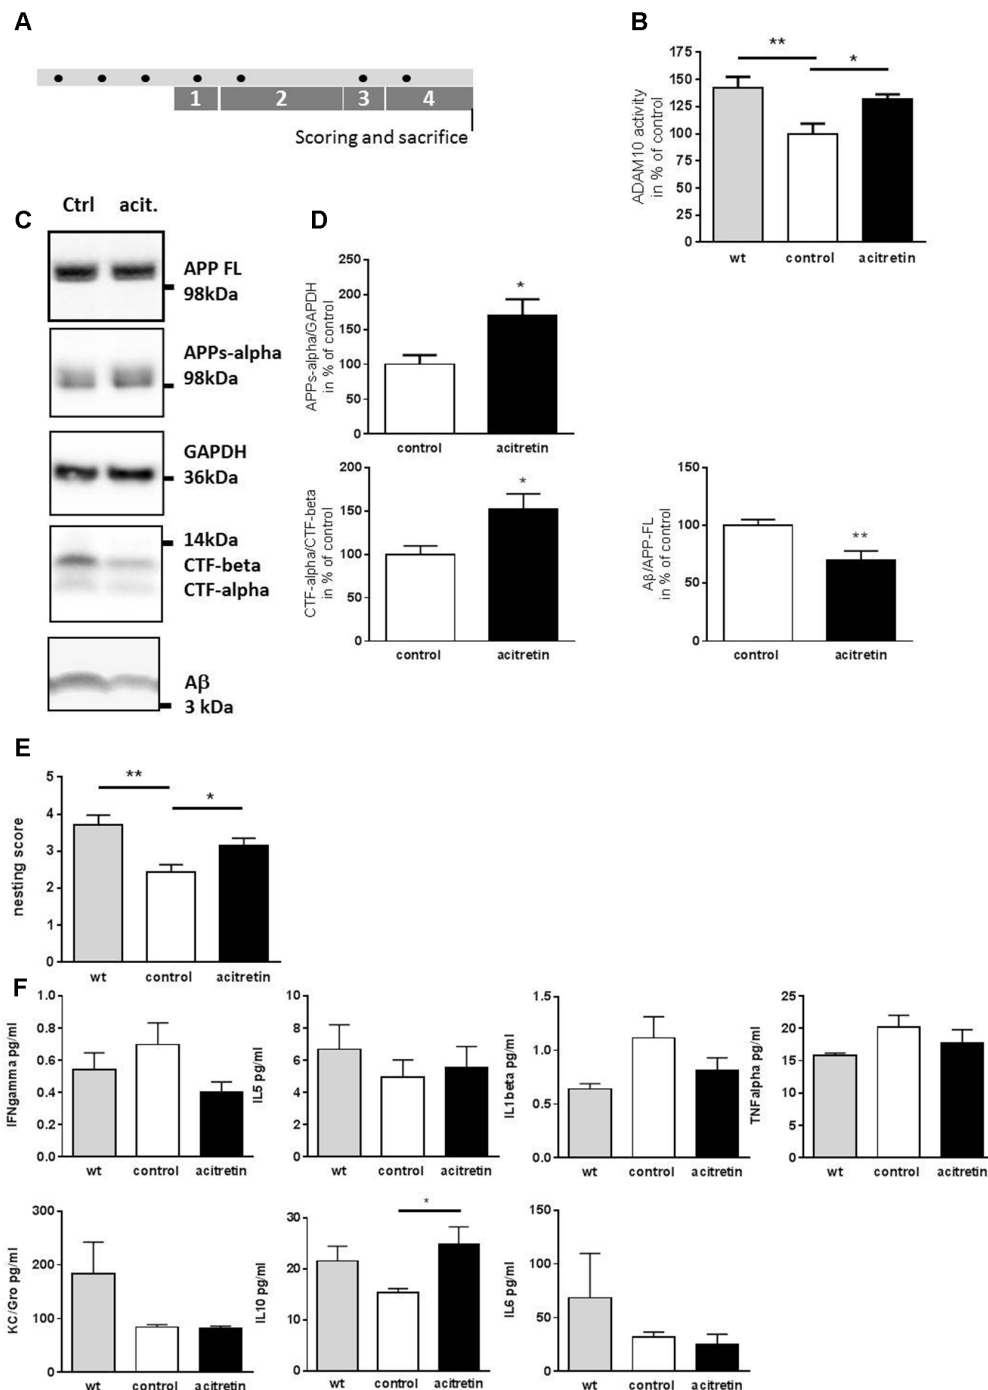 A
1 2 3 4
Scoring and sacrifice
B
ADAM10 activity
in % of control
175
150
125
100
75
50
25
0
** *
wt control acitretin
C
Ctrl acit.
APP FL
98kDa
APPs-alpha
98kDa
GAPDH
36kDa
14kDa
CTF-beta
CTF-alpha
Aβ
3 kDa
D
APPs-alpha/GAPDH
in % of control
250
200
150
100
50
0
*
control acitretin
CTF-alpha/CTF-beta
in % of control
200
150
100
50
0
*
control acitretin
Aβ/APP-FL
in % of control
150
100
50
0
**
control acitretin
E
nesting score
5
4
3
2
1
0
** *
wt control acitretin
F
IFNgamma pg/ml
1.0
0.8
0.6
0.4
0.2
0.0
wt control acitretin
IL5 pg/ml
10
8
6
4
2
0
wt control acitretin
IL1beta pg/ml
1.5
1.0
0.5
0.0
wt control acitretin
TNFalpha pg/ml
25
20
15
10
5
0
wt control acitretin
KC/Gro pg/ml
300
200
100
0
wt control acitretin
IL10 pg/ml
30
20
10
0
*
wt control acitretin
IL6 pg/ml
150
100
50
0
wt control acitretin